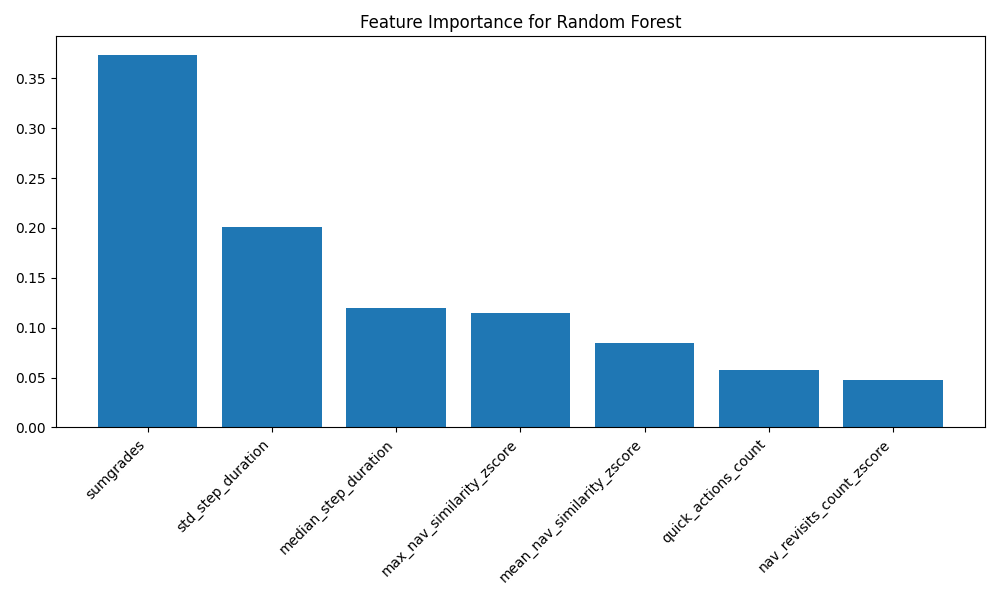 Feature Importance for Random Forest
0.35
0.30
0.25
0.20
0.15
0.10
0.05
0.00
sumgrades
std_step_duration
median_step_duration
max_nav_similarity_zscore
mean_nav_similarity_zscore
quick_actions_count
nav_revisits_count_zscore